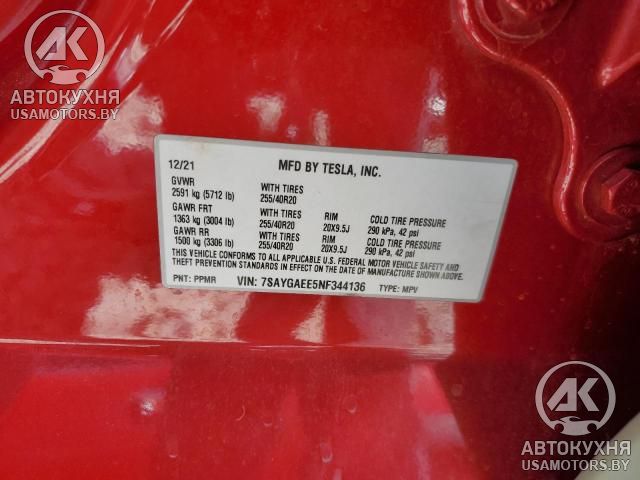 АК
АВТОКУХНЯ
USAMOTORS.BY
12/21 MFD BY TESLA, INC.
GVWR
2591 kg (5712 lb)
WITH TIRES
255/40R20
GAWR FRT
1363 kg (3004 lb)
WITH TIRES
255/40R20
RIM
20X9.5J
COLD TIRE PRESSURE
290 kPa, 42 psi
GAWR RR
1500 kg (3306 lb)
WITH TIRES
255/40R20
RIM
20X9.5J
COLD TIRE PRESSURE
290 kPa, 42 psi
THIS VEHICLE CONFORMS TO ALL APPLICABLE U.S. FEDERAL MOTOR VEHICLE SAFETY AND
THEFT PREVENTION STANDARDS IN EFFECT ON THE DATE OF MANUFACTURE SHOWN ABOVE.
PNT: PPMR VIN: 7SAYGAEE5NF344136 TYPE: MPV
АК
АВТОКУХНЯ
USAMOTORS.BY